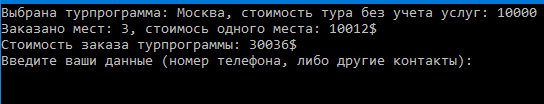 Выбрана турпрограмма: Москва, стоимость тура без учета услуг: 10000
Заказано мест: 3, стоимось одного места: 10012$
Стоимость заказа турпрограммы: 30036$
Введите ваши данные (номер телефона, либо другие контакты):